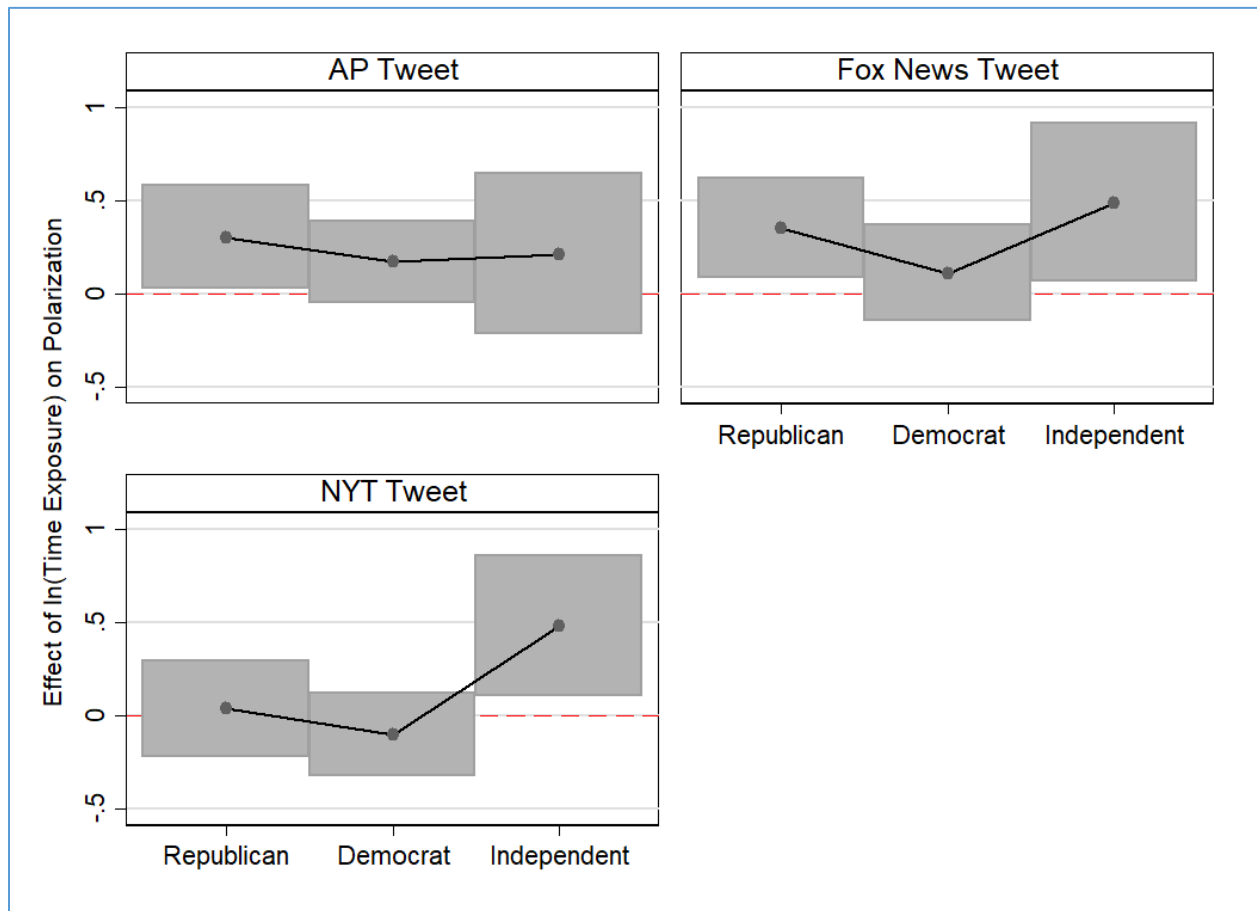 AP Tweet
Fox News Tweet
Effect of ln(Time Exposure) on Polarization
1
.5
0
-.5
Republican Democrat Independent
NYT Tweet
1
.5
0
-.5
Republican Democrat Independent